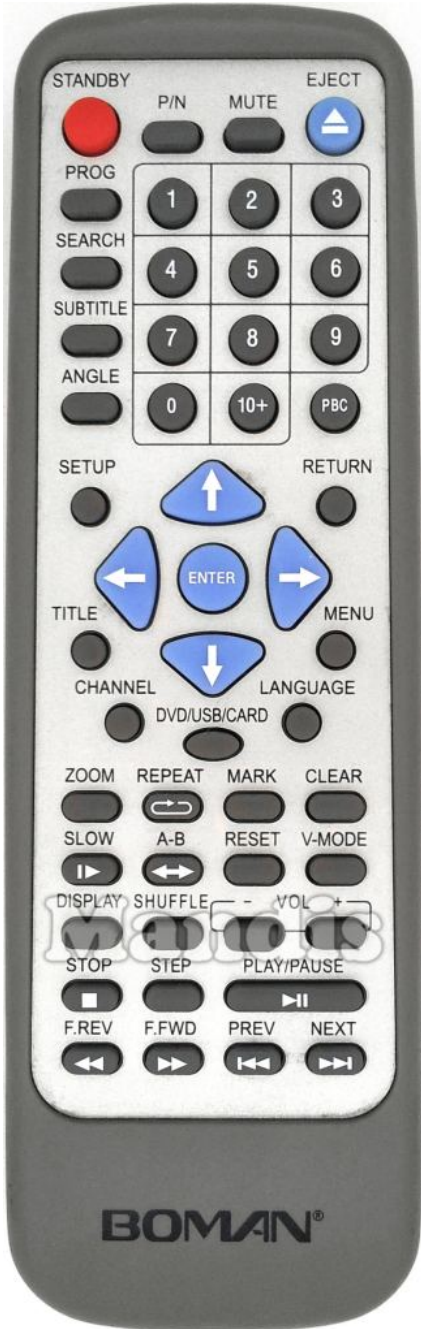 STANDBY EJECT
P/N MUTE
PROG
1 2 3
SEARCH
4 5 6
SUBTITLE
7 8 9
ANGLE
0 10+ PBC
SETUP RETURN
ENTER
TITLE MENU
CHANNEL LANGUAGE
DVD/USB/CARD
ZOOM REPEAT MARK CLEAR
SLOW A-B RESET V-MODE
DISPLAY SHUFFLE - VOL +
Mandis
STOP STEP PLAY/PAUSE
F.REV F.FWD PREV NEXT
BOMAN®